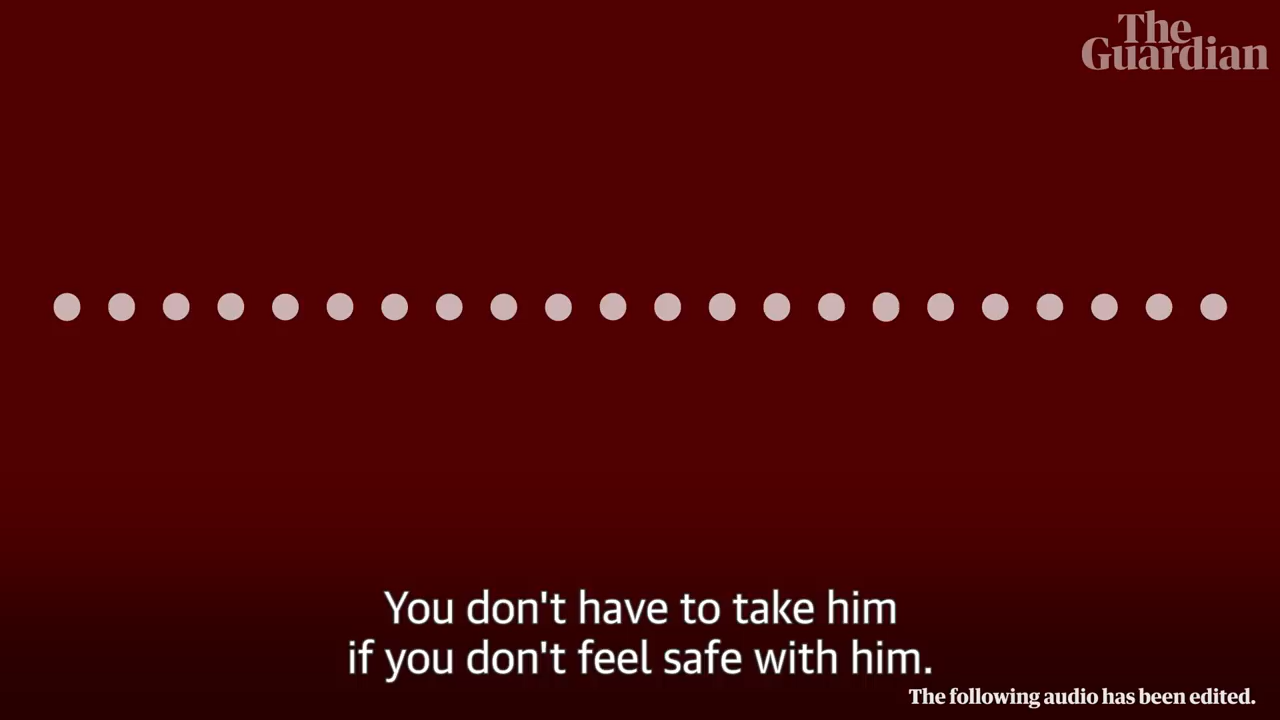 The
Guardian
You don't have to take him
if you don't feel safe with him.
The following audio has been edited.